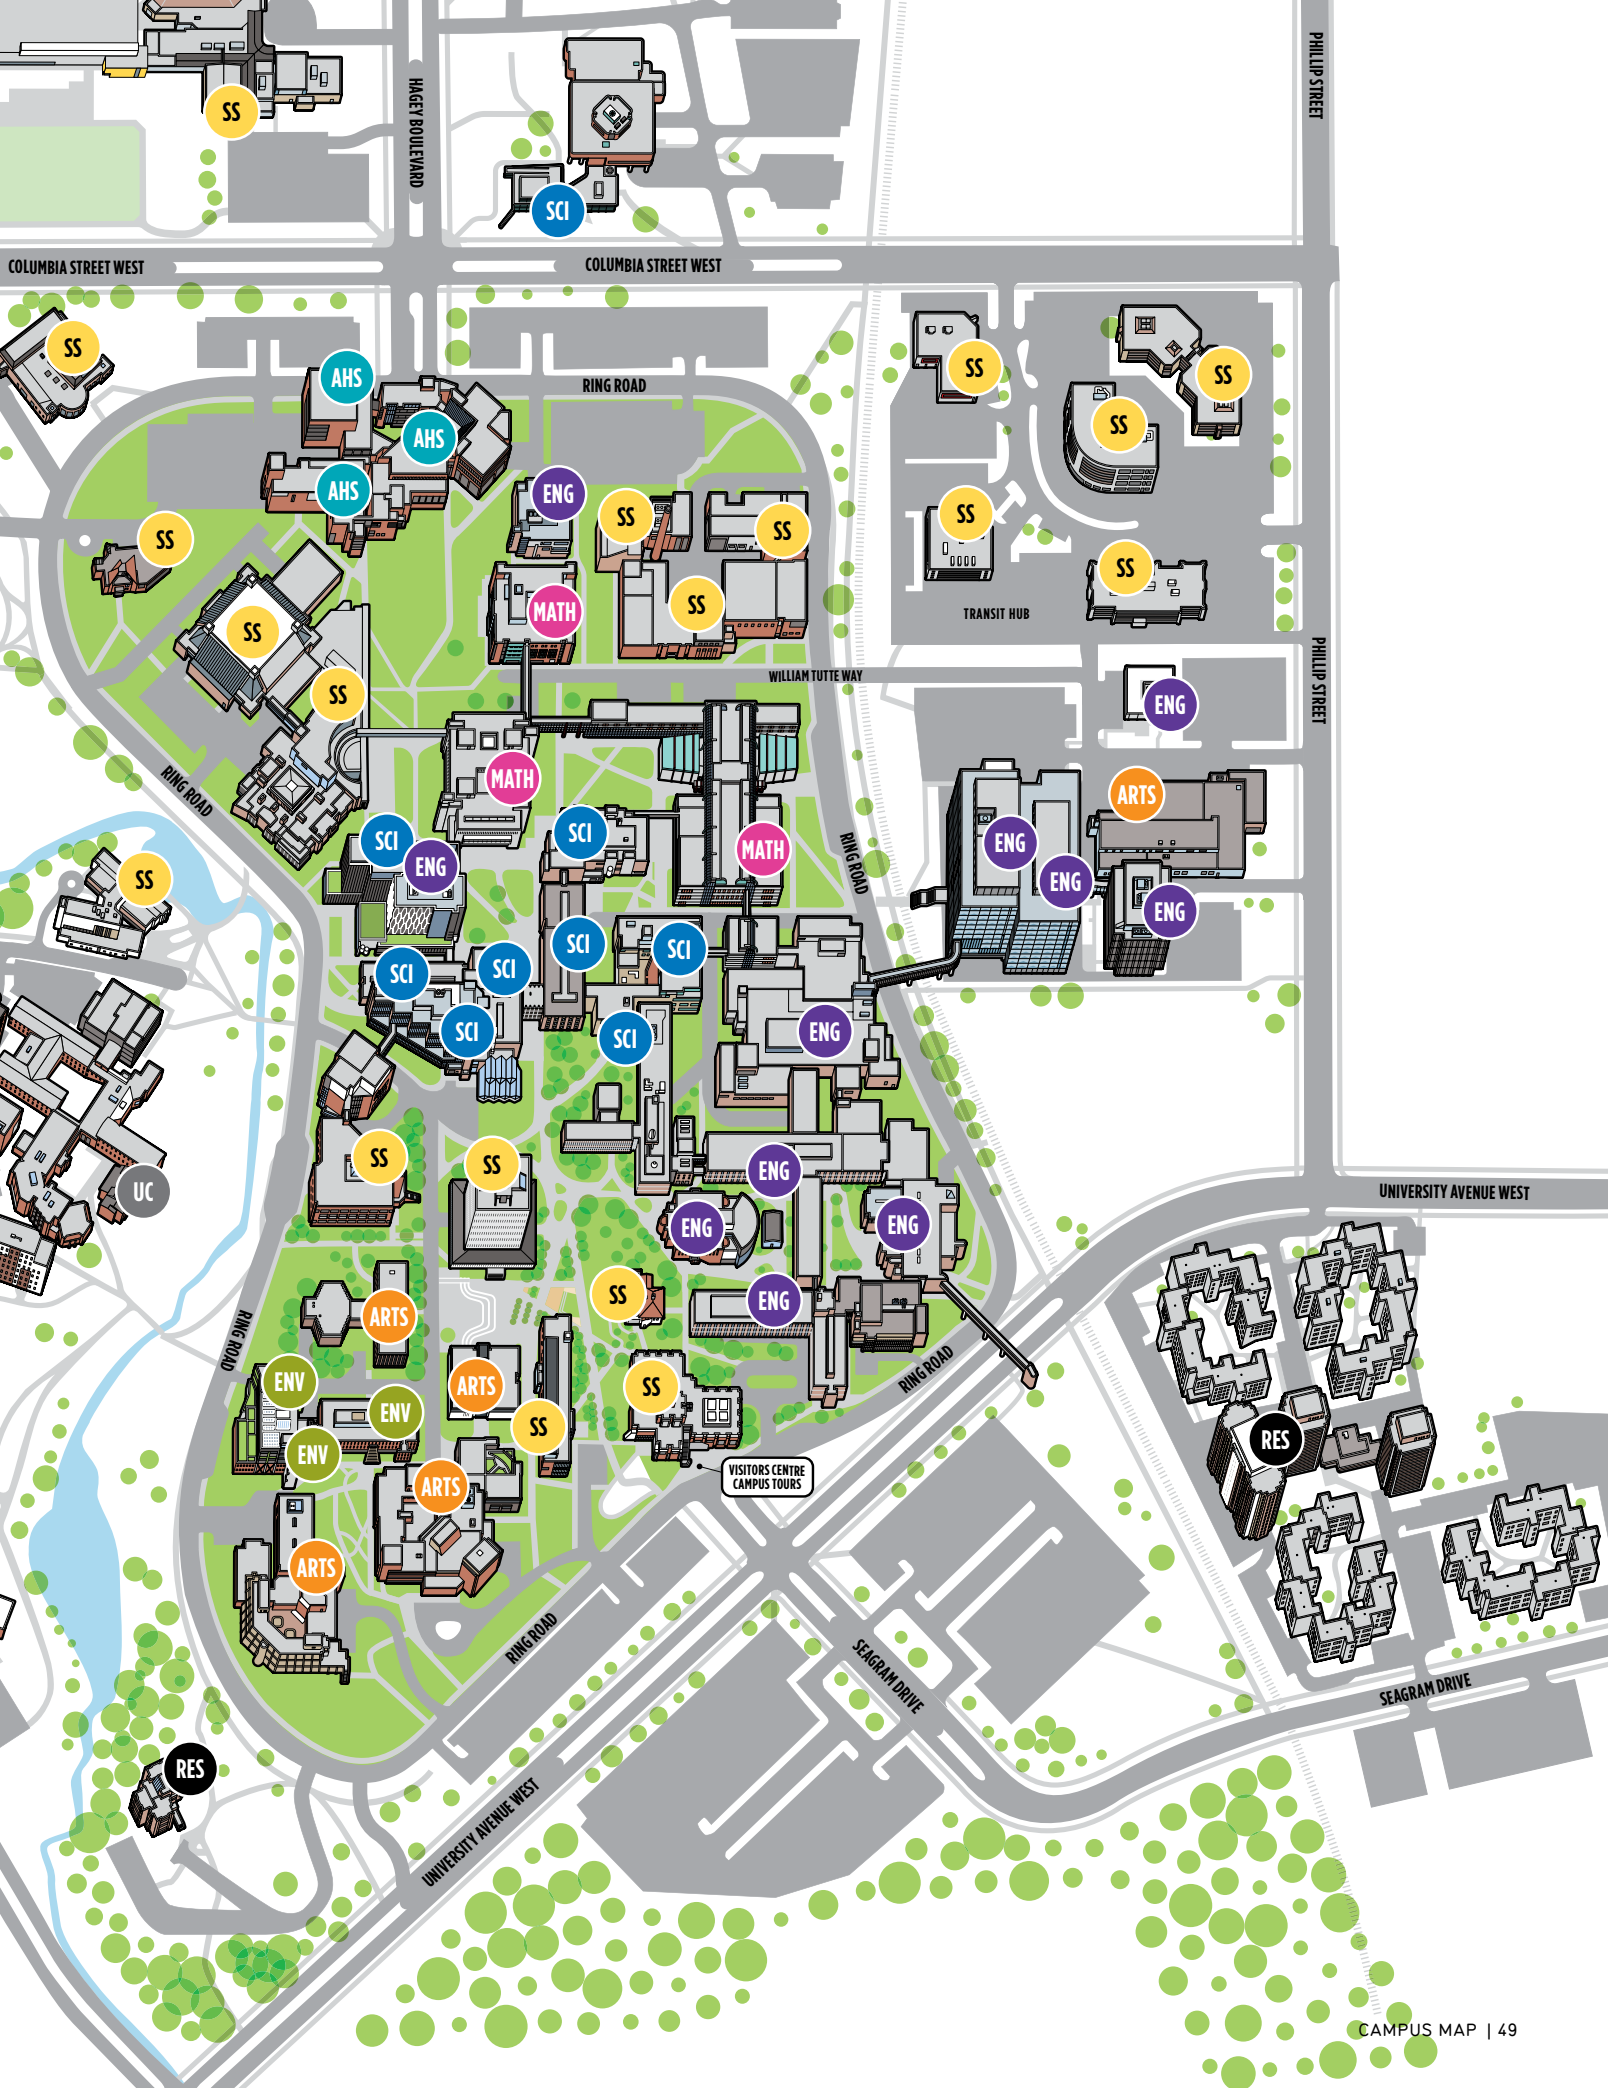 PHILLIP STREET
HAGEY BOULEVARD
SS
SCI
COLUMBIA STREET WEST
COLUMBIA STREET WEST
SS
SS
SS
AHS
RING ROAD
SS
AHS
AHS
ENG
SS
SS
SS
SS
SS
MATH
SS
TRANSIT HUB
SS
WILLIAM TUTTE WAY
PHILLIP STREET
SS
ENG
MATH
RING ROAD
ARTS
SCI
SCI
ENG
MATH
RING ROAD
ENG
SS
ENG
ENG
SCI
SCI
SCI
SCI
SCI
SCI
ENG
SS
SS
ENG
UC
UNIVERSITY AVENUE WEST
ENG
ENG
SS
ENG
ARTS
RING ROAD
RING ROAD
ENV
ARTS
SS
ENV
SS
RES
ENV
VISITORS CENTRE
CAMPUS TOURS
ARTS
ARTS
RING ROAD
SEAGRAM DRIVE
SEAGRAM DRIVE
RES
UNIVERSITY AVENUE WEST
CAMPUS MAP | 49